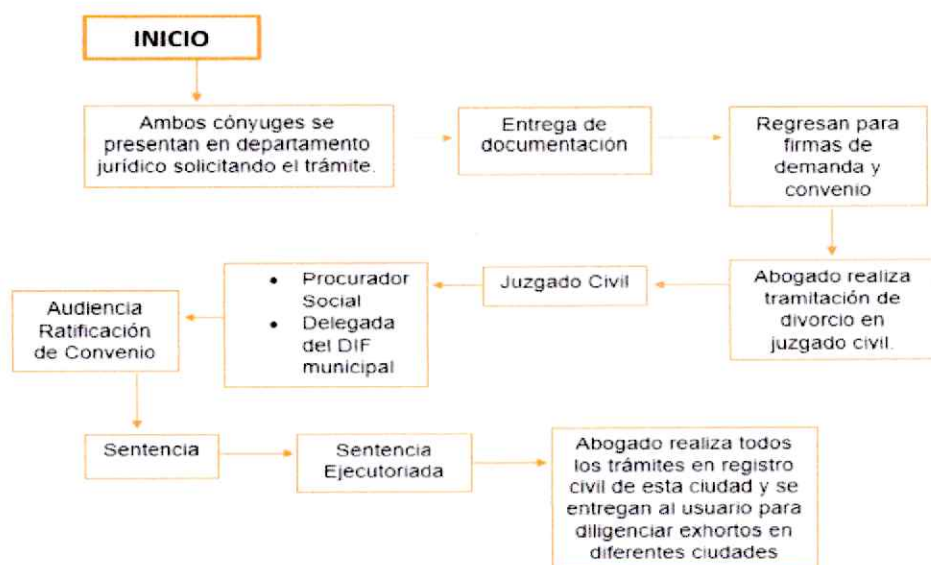 INICIO
Ambos cónyuges se
presentan en departamento
jurídico solicitando el trámite.
Entrega de
documentación
Regresan para
firmas de
demanda y
convenio
Abogado realiza
tramitación de
divorcio en
juzgado civil.
Juzgado Civil
• Procurador
Social
• Delegada
del DIF
municipal
Audiencia
Ratificación
de Convenio
Sentencia
Sentencia
Ejecutoriada
Abogado realiza todos
los trámites en registro
civil de esta ciudad y se
entregan al usuario para
diligenciar exhortos en
diferentes ciudades